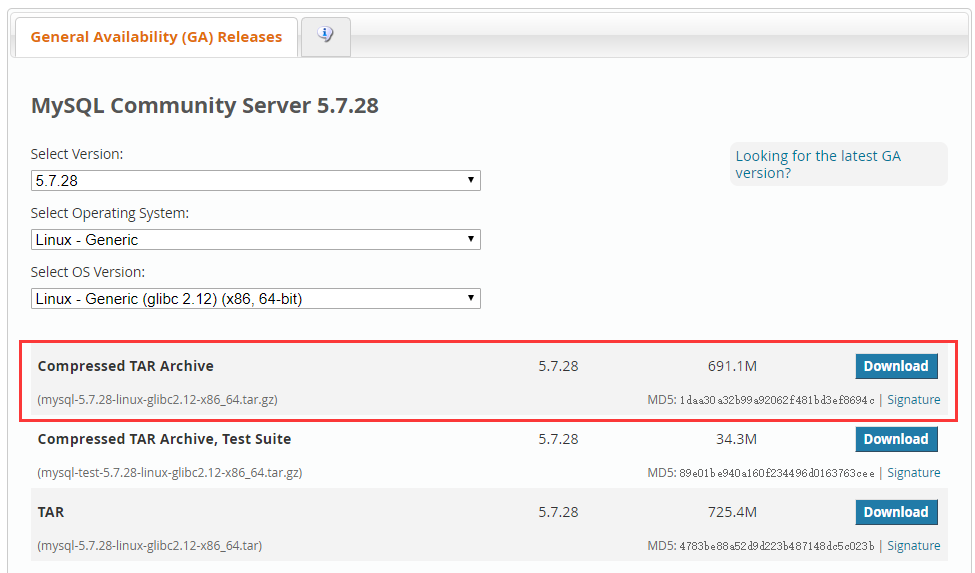 General Availability (GA) Releases
MySQL Community Server 5.7.28
Select Version:
5.7.28
Looking for the latest GA
version?
Select Operating System:
Linux - Generic
Select OS Version:
Linux - Generic (glibc 2.12) (x86, 64-bit)
Compressed TAR Archive 5.7.28 691.1M Download
(mysql-5.7.28-linux-glibc2.12-x86_64.tar.gz) MD5: 1daa30a32b99a92062f481bd3ef8694c | Signature
Compressed TAR Archive, Test Suite 5.7.28 34.3M Download
(mysql-test-5.7.28-linux-glibc2.12-x86_64.tar.gz) MD5: 89e01be940a160f234496d0163763cee | Signature
TAR 5.7.28 725.4M Download
(mysql-5.7.28-linux-glibc2.12-x86_64.tar) MD5: 4783be88a52d9d223b487148dc5c023b | Signature